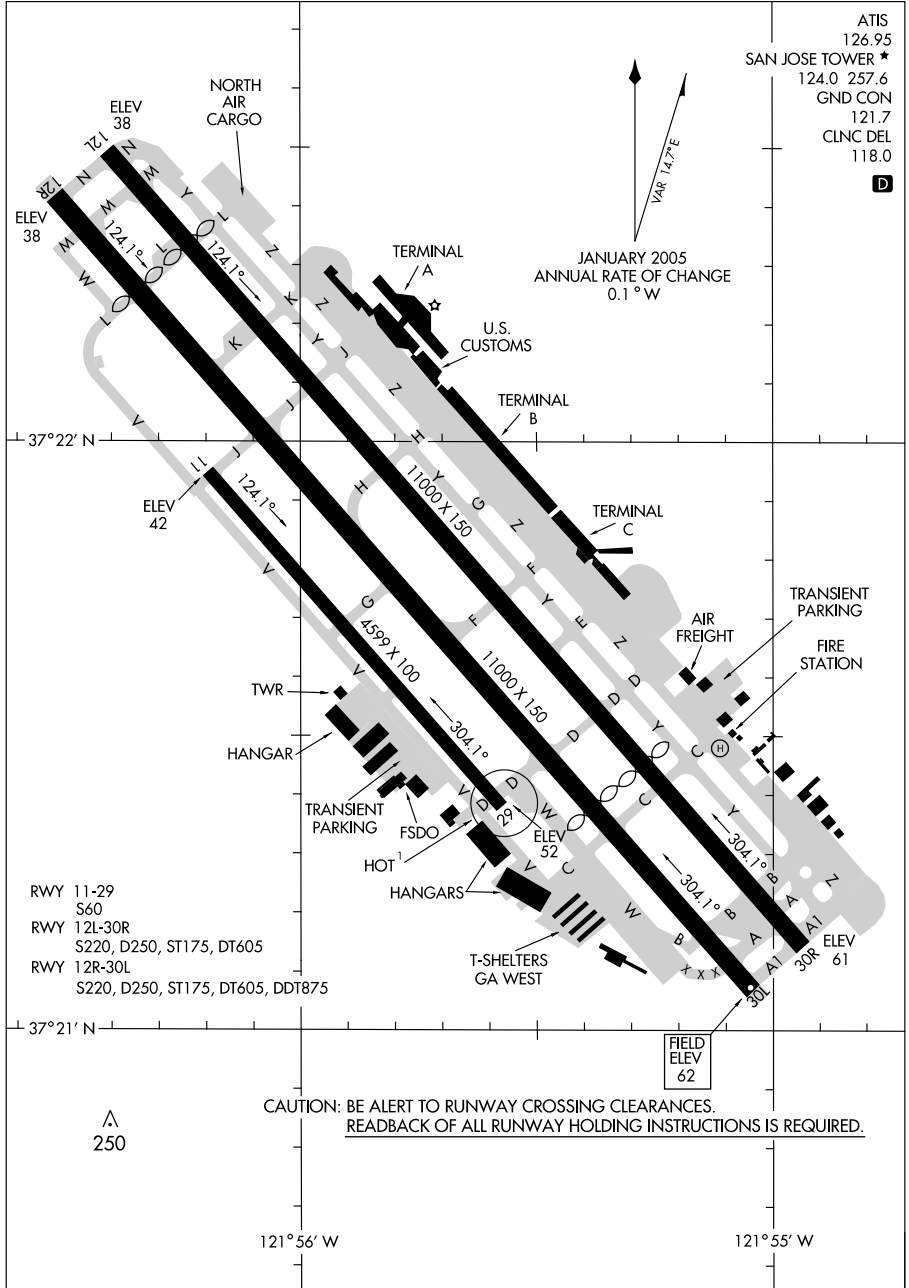 ATIS
126.95
SAN JOSE TOWER ★
124.0 257.6
GND CON
121.7
CLNC DEL
118.0
D
NORTH
AIR
CARGO
ELEV
38
12L
12R
ELEV
38
N
N
N
W
W
Y
L
Z
W
W
L
L
124.1°
124.1°
VAR 14.7°E
JANUARY 2005
ANNUAL RATE OF CHANGE
0.1° W
TERMINAL
A
U.S.
CUSTOMS
TERMINAL
B
K
Z
Y
J
Z
K
J
J
V
H
H
Y
G
Z
37°22' N
11
124.1°
ELEV
42
11000 X 150
TERMINAL
C
V
G
F
F
Y
E
Z
TRANSIENT
PARKING
AIR
FREIGHT
FIRE
STATION
4599 X 100
11000 X 150
V
D
D
D
Y
C
H
TWR
HANGAR
304.1°
TRANSIENT
PARKING
FSDO
V
D
D
29
W
C
Y
HOT 1
ELEV
52
HANGARS
V
C
W
304.1°
304.1°
B
B
B
A
A
Z
A1
A1
30R
ELEV
61
X X X
30L
T-SHELTERS
GA WEST
RWY 11-29
S60
RWY 12L-30R
S220, D250, ST175, DT605
RWY 12R-30L
S220, D250, ST175, DT605, DDT875
37°21' N
FIELD
ELEV
62
CAUTION: BE ALERT TO RUNWAY CROSSING CLEARANCES.
READBACK OF ALL RUNWAY HOLDING INSTRUCTIONS IS REQUIRED.
250
121°56' W
121°55' W